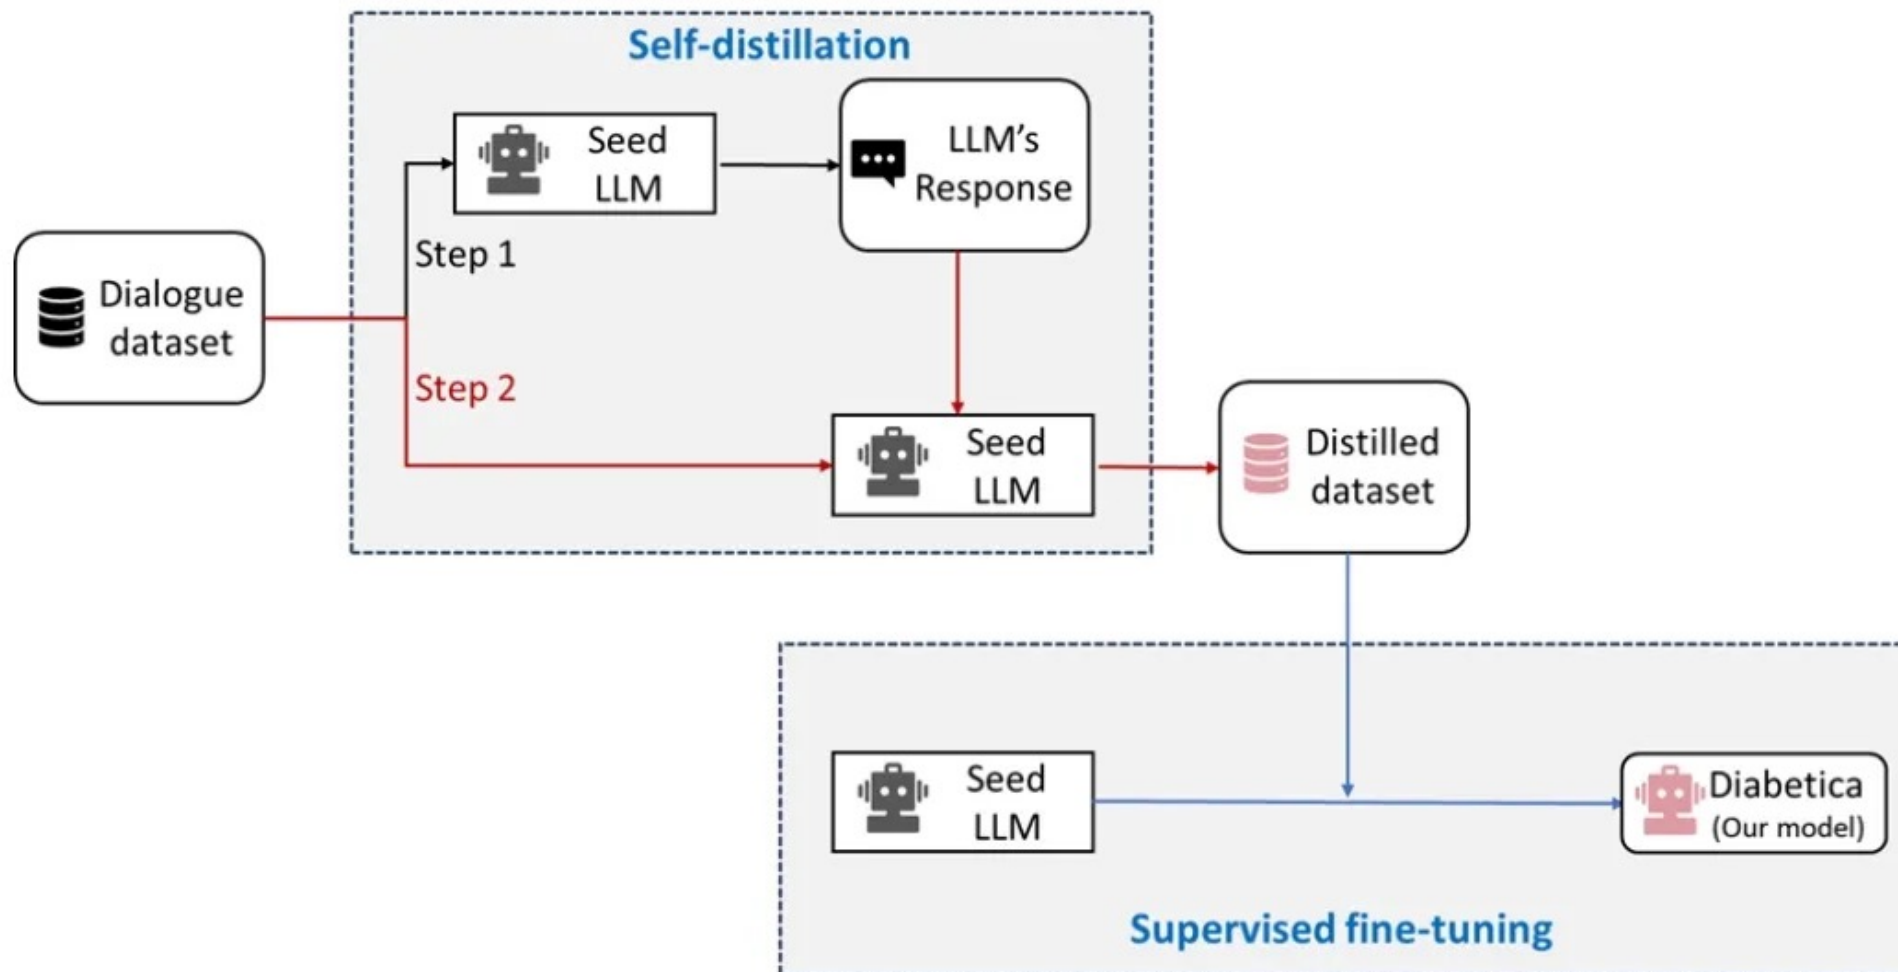 Self-distillation
Seed
LLM
LLM’s
Response
Step 1
Dialogue
dataset
Step 2
Seed
LLM
Distilled
dataset
Seed
LLM
Diabetica
(Our model)
Supervised fine-tuning